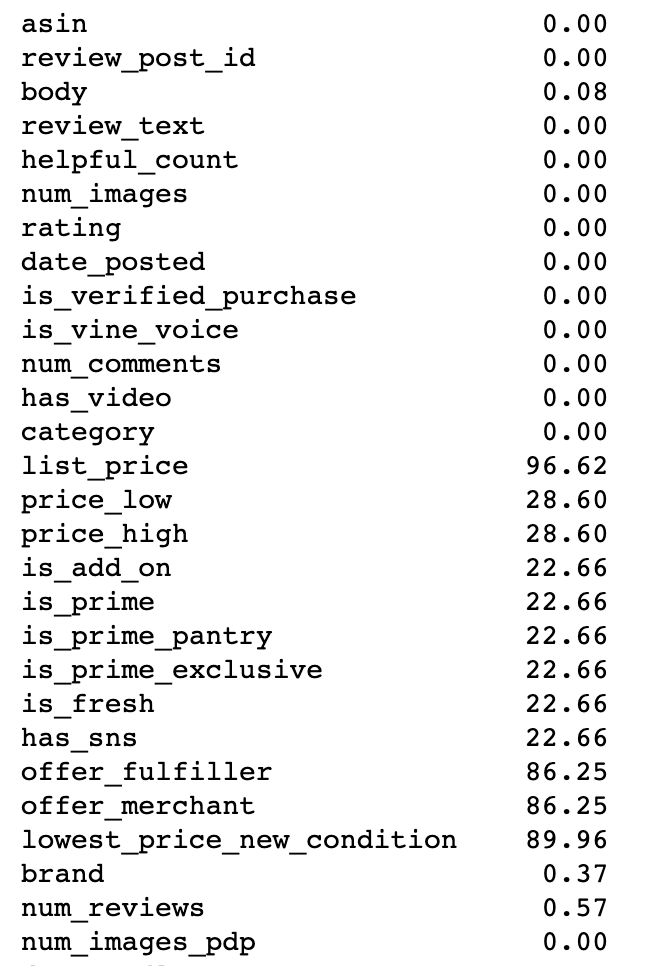 asin 0.00
review_post_id 0.00
body 0.08
review_text 0.00
helpful_count 0.00
num_images 0.00
rating 0.00
date_posted 0.00
is_verified_purchase 0.00
is_vine_voice 0.00
num_comments 0.00
has_video 0.00
category 0.00
list_price 96.62
price_low 28.60
price_high 28.60
is_add_on 22.66
is_prime 22.66
is_prime_pantry 22.66
is_prime_exclusive 22.66
is_fresh 22.66
has_sns 22.66
offer_fulfiller 86.25
offer_merchant 86.25
lowest_price_new_condition 89.96
brand 0.37
num_reviews 0.57
num_images_pdp 0.00